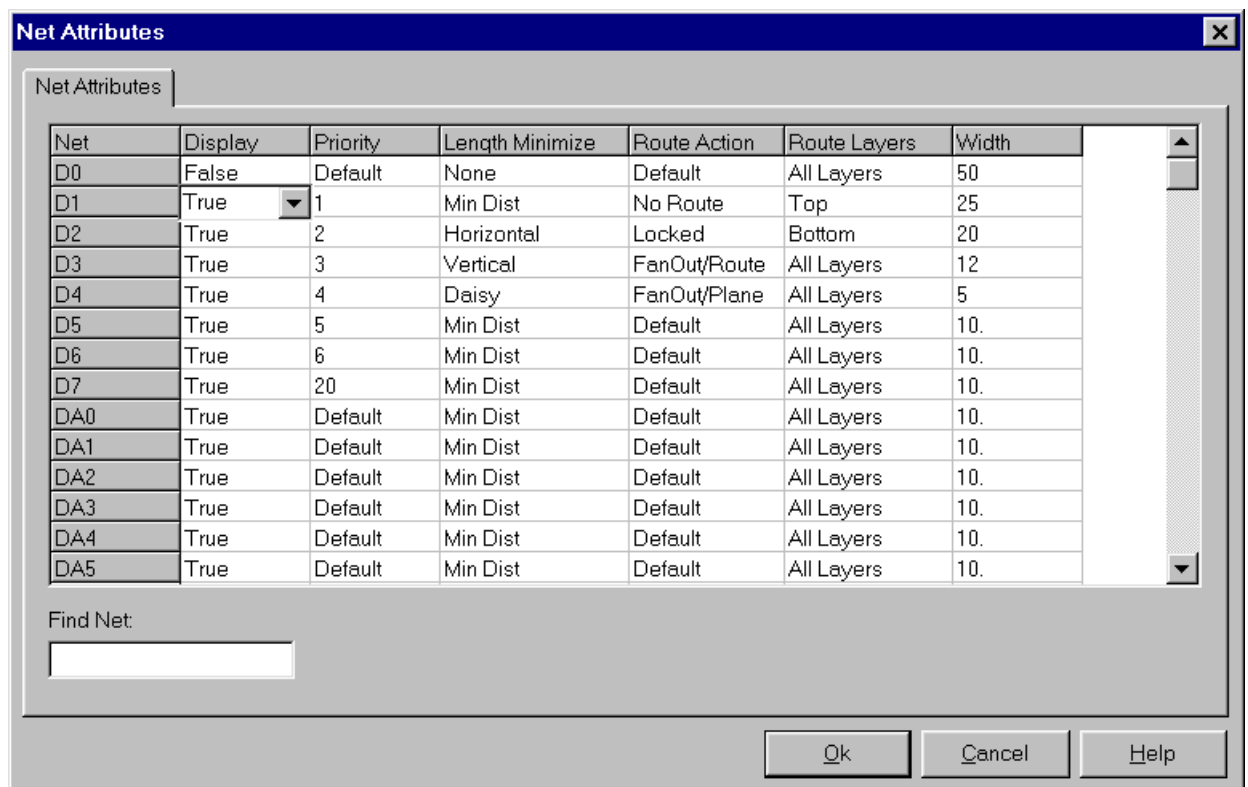 Net Attributes
Net Attributes
Net Display Priority Length Minimize Route Action Route Layers Width
D0 False Default None Default All Layers 50
D1 True 1 Min Dist No Route Top 25
D2 True 2 Horizontal Locked Bottom 20
D3 True 3 Vertical FanOut/Route All Layers 12
D4 True 4 Daisy FanOut/Plane All Layers 5
D5 True 5 Min Dist Default All Layers 10.
D6 True 6 Min Dist Default All Layers 10.
D7 True 20 Min Dist Default All Layers 10.
DA0 True Default Min Dist Default All Layers 10.
DA1 True Default Min Dist Default All Layers 10.
DA2 True Default Min Dist Default All Layers 10.
DA3 True Default Min Dist Default All Layers 10.
DA4 True Default Min Dist Default All Layers 10.
DA5 True Default Min Dist Default All Layers 10.
Find Net:
Ok Cancel Help